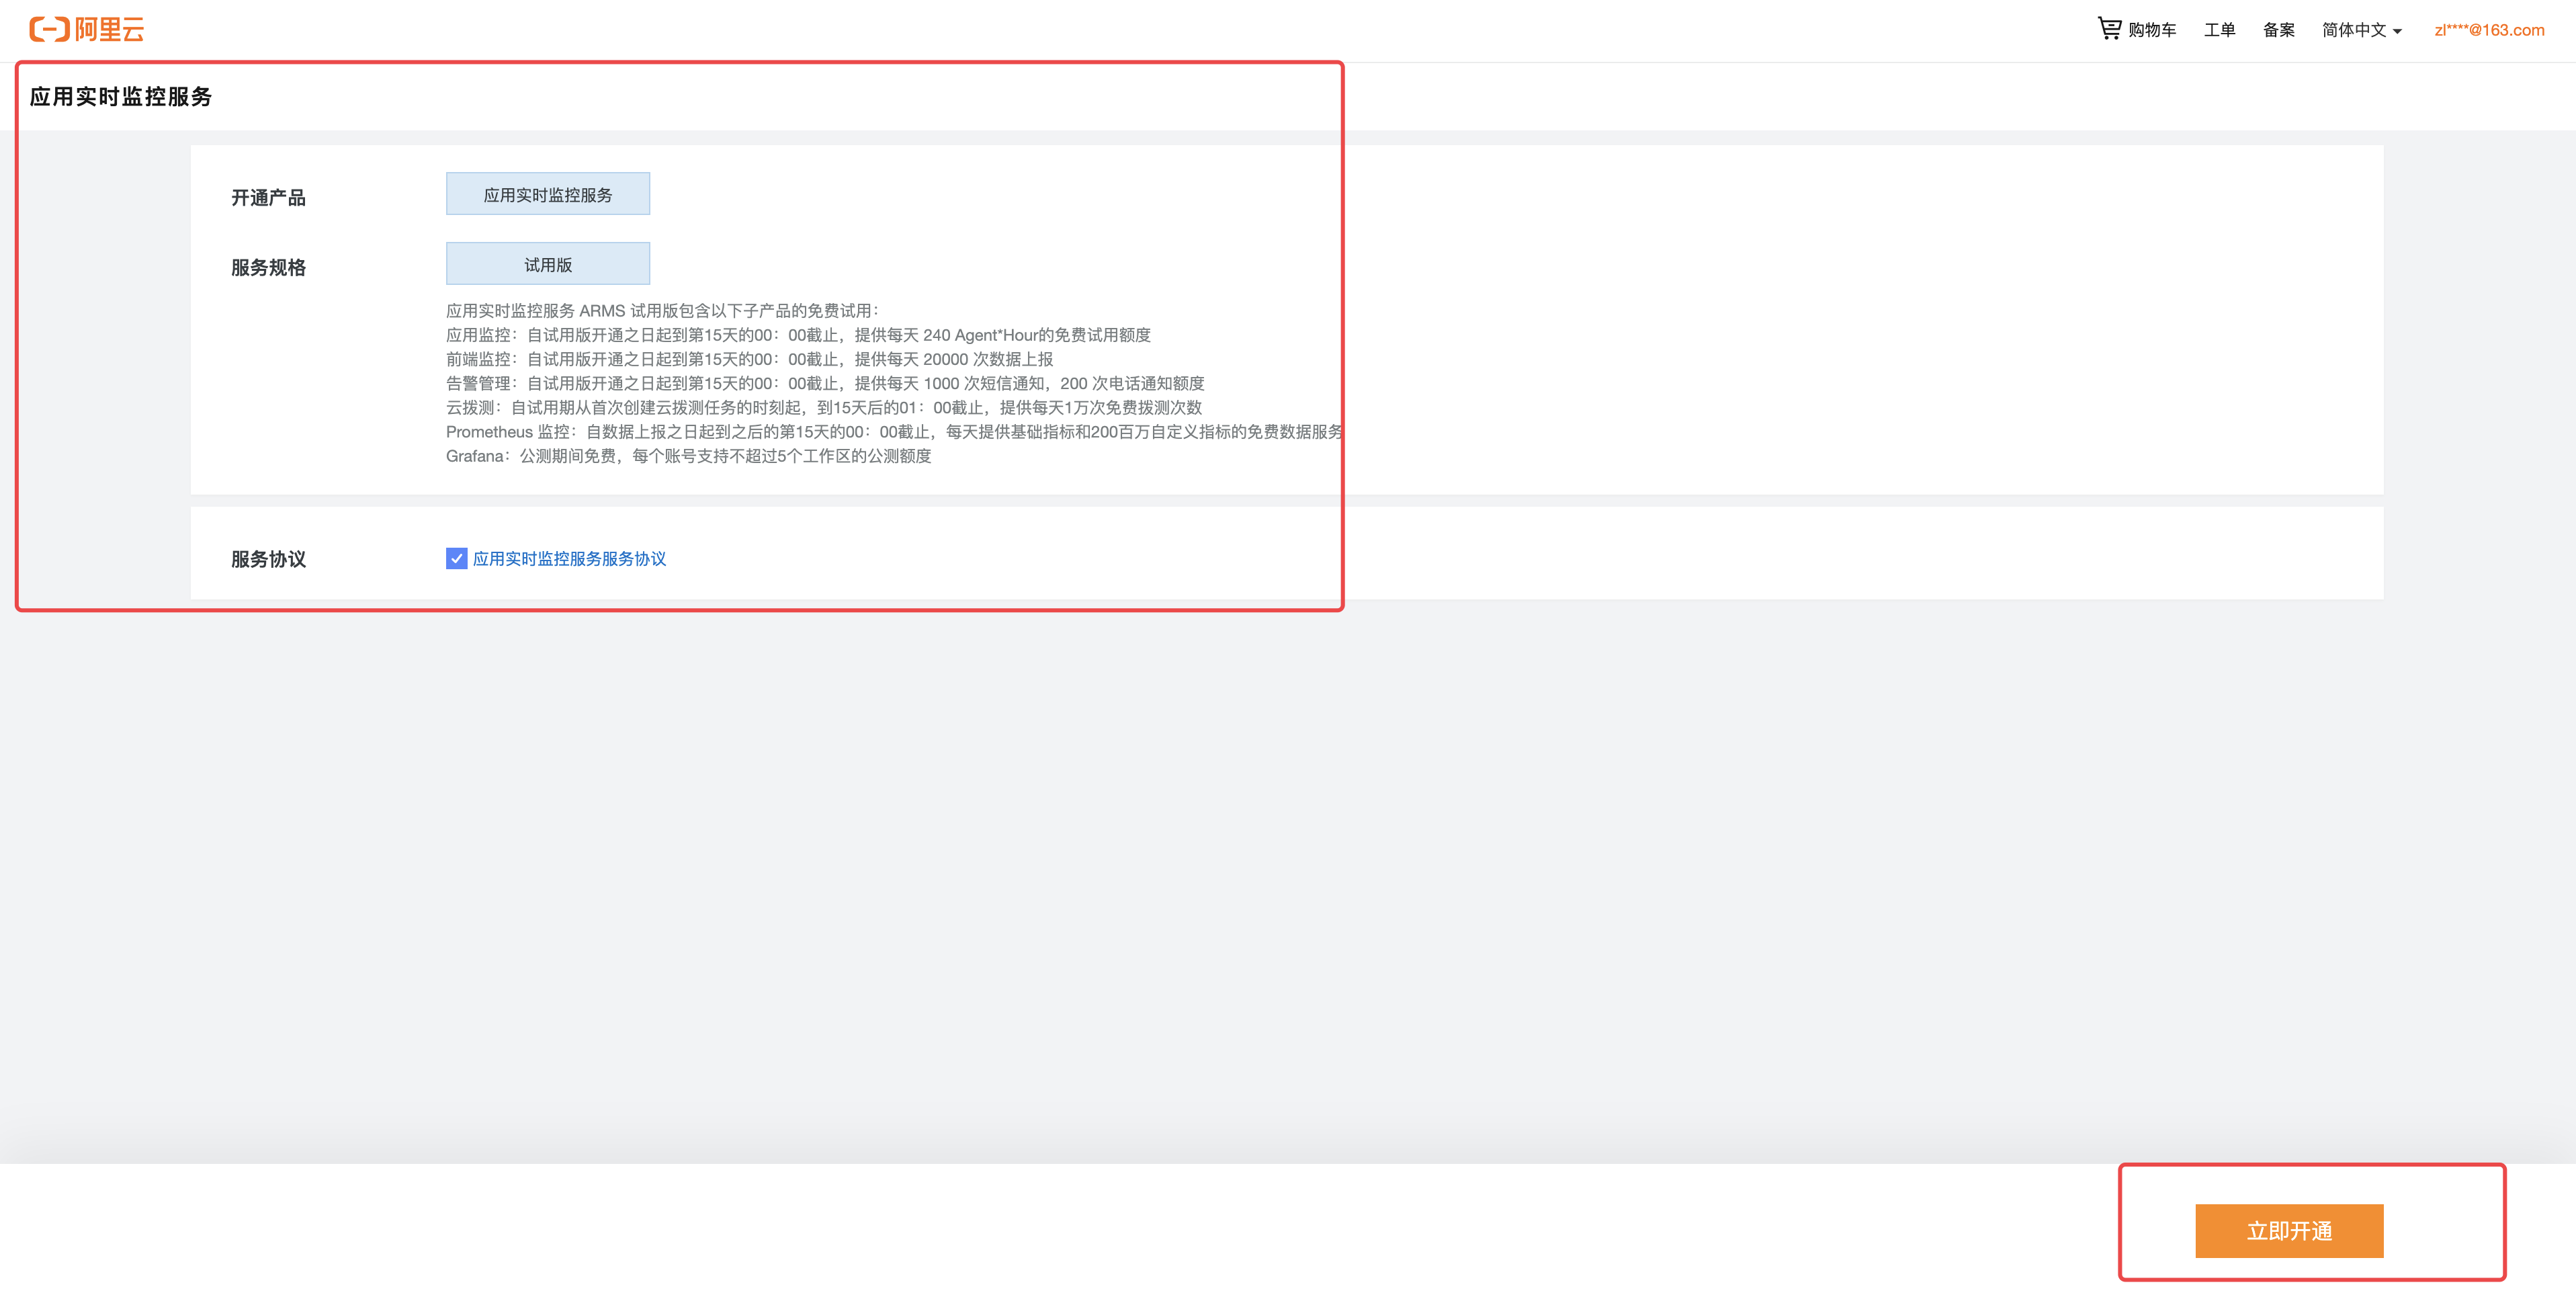 阿里云
购物车 工单 备案 简体中文 zl****@163.com
应用实时监控服务
开通产品 应用实时监控服务
服务规格 试用版
应用实时监控服务 ARMS 试用版包含以下子产品的免费试用：
应用监控：自试用版开通之日起到第15天的00：00截止，提供每天 240 Agent*Hour的免费试用额度
前端监控：自试用版开通之日起到第15天的00：00截止，提供每天 20000 次数据上报
告警管理：自试用版开通之日起到第15天的00：00截止，提供每天 1000 次短信通知，200 次电话通知额度
云拨测：自试用期从首次创建云拨测任务的时刻起，到15天后的01：00截止，提供每天1万次免费拨测次数
Prometheus 监控：自数据上报之日起到之后的第15天的00：00截止，每天提供基础指标和200百万自定义指标的免费数据服务
Grafana：公测期间免费，每个账号支持不超过5个工作区的公测额度
服务协议 应用实时监控服务服务协议
立即开通